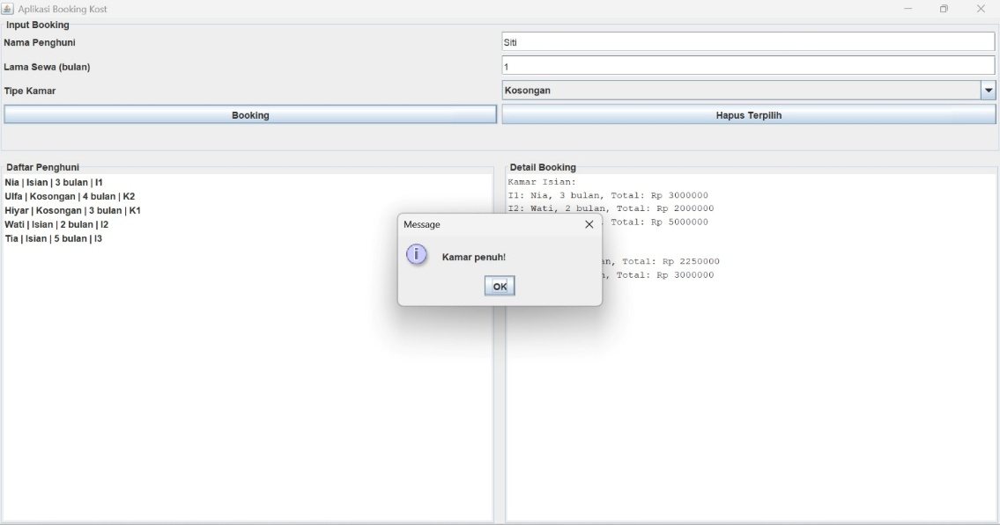 Aplikasi Booking Kost
Input Booking
Nama Penghuni
Siti
Lama Sewa (bulan)
1
Tipe Kamar
Kosongan
Booking
Hapus Terpilih
Daftar Penghuni
Nia | Isian | 3 bulan | I1
Ulfa | Kosongan | 4 bulan | K2
Hiyar | Kosongan | 3 bulan | K1
Wati | Isian | 2 bulan | I2
Tia | Isian | 5 bulan | I3
Detail Booking
Kamar Isian:
I1: Nia, 3 bulan, Total: Rp 3000000
I2: Wati, 2 bulan, Total: Rp 2000000
, Total: Rp 5000000
n, Total: Rp 2250000
, Total: Rp 3000000
Message
Kamar penuh!
OK